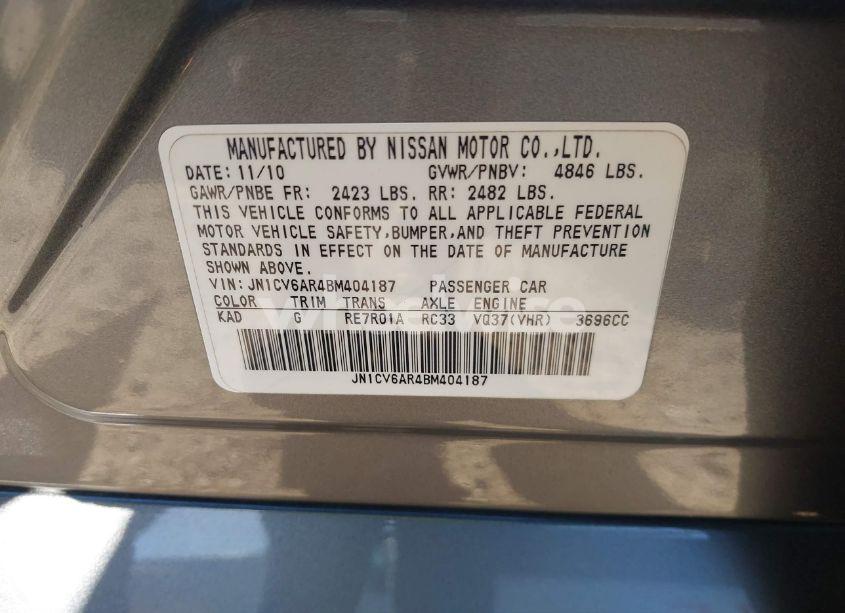 MANUFACTURED BY NISSAN MOTOR CO.,LTD.
DATE: 11/10 GVWR/PNBV: 4846 LBS.
GAWR/PNBE FR: 2423 LBS. RR: 2482 LBS.
THIS VEHICLE CONFORMS TO ALL APPLICABLE FEDERAL
MOTOR VEHICLE SAFETY,BUMPER,AND THEFT PREVENTION
STANDARDS IN EFFECT ON THE DATE OF MANUFACTURE
SHOWN ABOVE.
VIN: JN1CV6AR4BM404187 PASSENGER CAR
COLOR TRIM TRANS AXLE ENGINE
KAD G RE7R01A RC33 VQ37(VHR) 3696CC
JN1CV6AR4BM404187